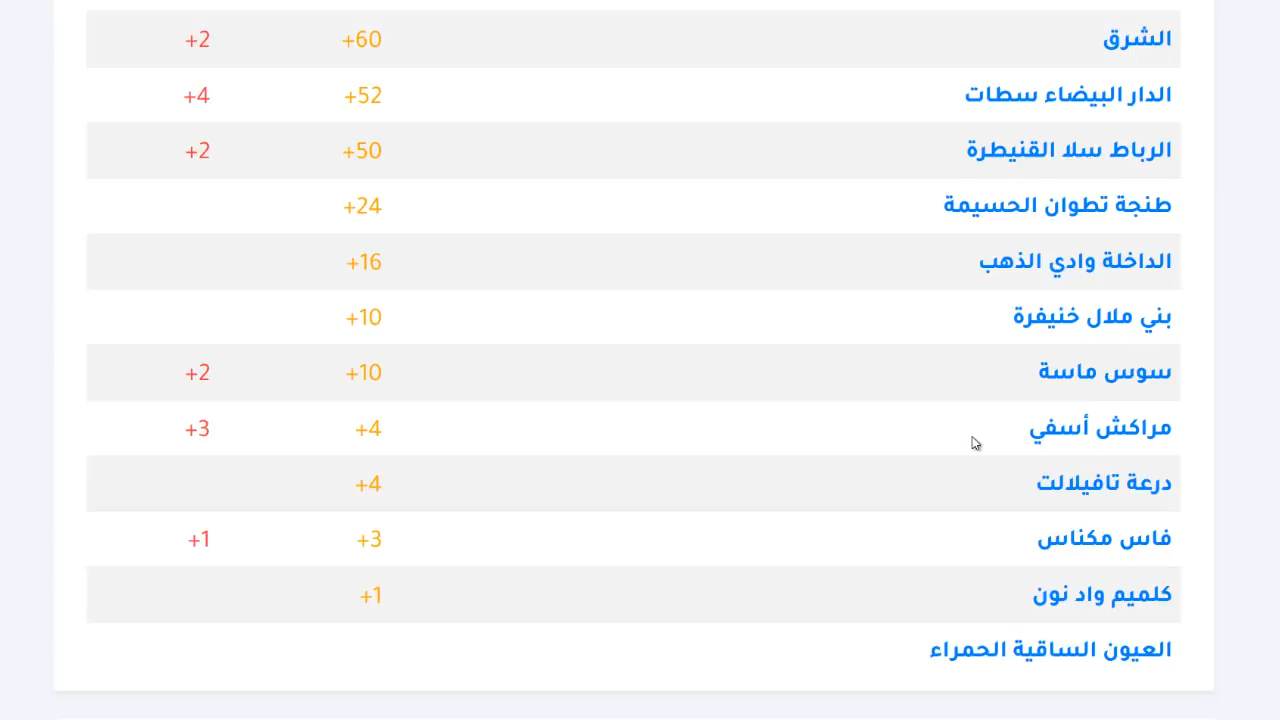 الشرق +60 +2
الدار البيضاء سطات +52 +4
الرباط سلا القنيطرة +50 +2
طنجة تطوان الحسيمة +24
الداخلة وادي الذهب +16
بني ملال خنيفرة +10
سوس ماسة +10 +2
مراكش أسفي +4 +3
درعة تافيلالت +4
فاس مكناس +3 +1
كلميم واد نون +1
العيون الساقية الحمراء